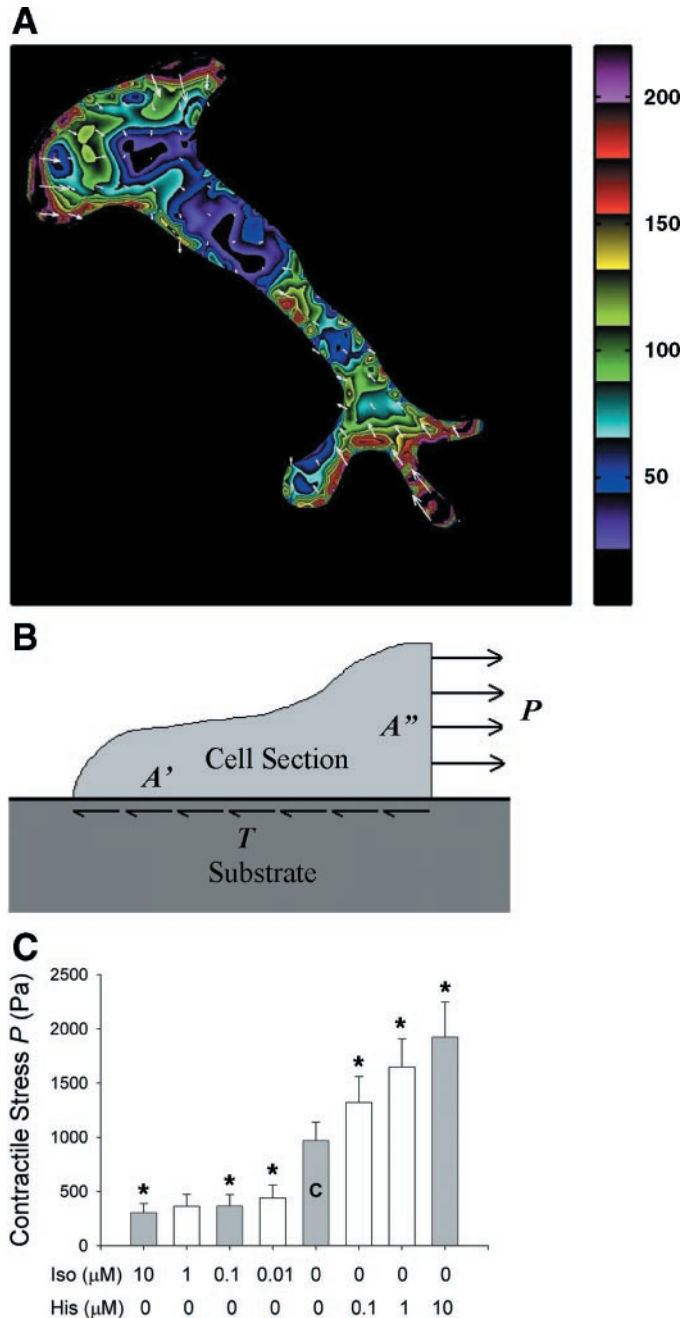 A
200
150
100
50
B
P
A''
Cell Section
A'
T
Substrate
C
Contractile Stress P (Pa)
2500
2000
1500
1000
500
0
* * * * * *
C
Iso (μM) 10 1 0.1 0.01 0 0 0 0
His (μM) 0 0 0 0 0 0.1 1 10